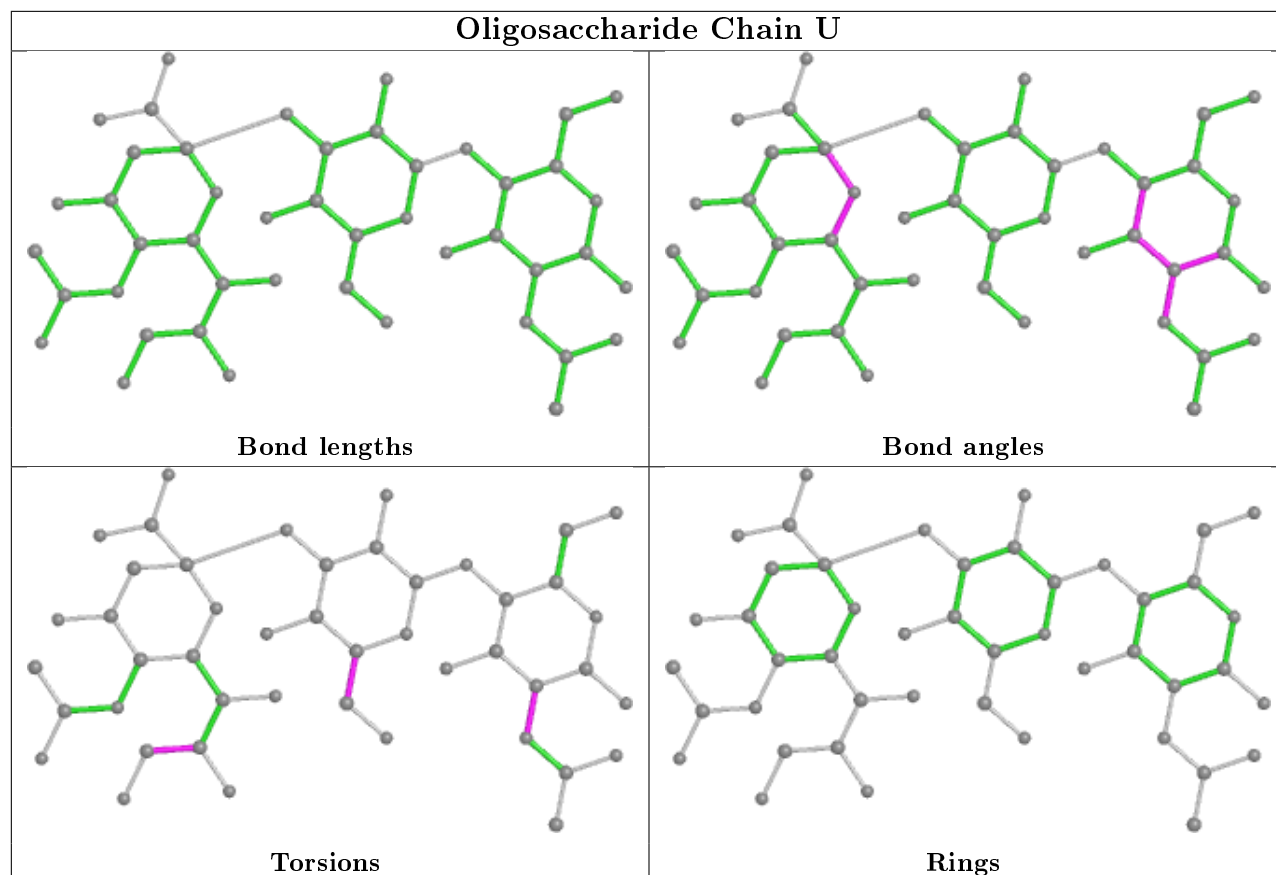 Oligosaccharide Chain U
Bond lengths
Bond angles
Torsions
Rings